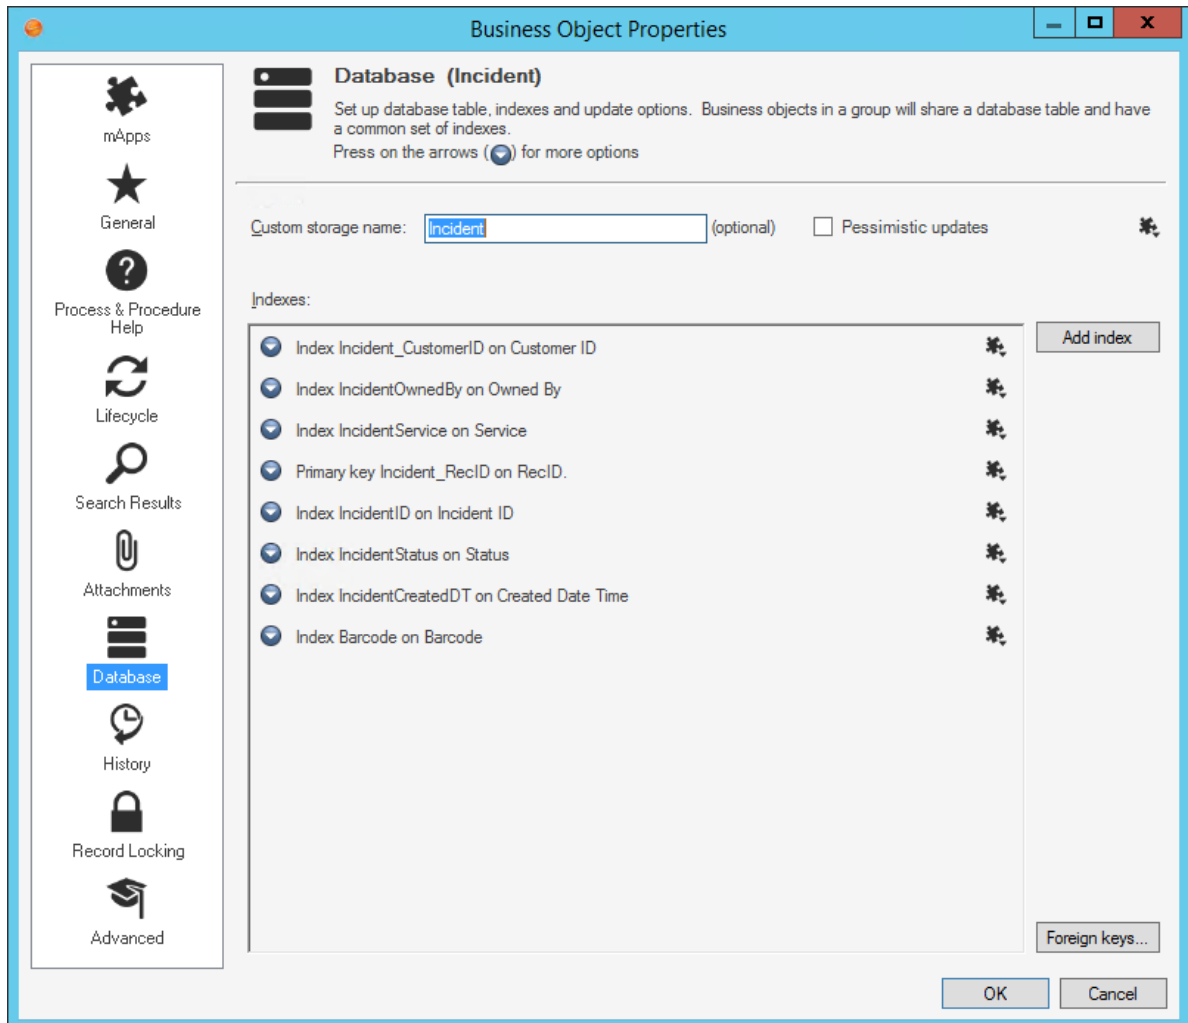 Business Object Properties
mApps
General
Process & Procedure
Help
Lifecycle
Search Results
Attachments
Database
History
Record Locking
Advanced
Database (Incident)
Set up database table, indexes and update options. Business objects in a group will share a database table and have
a common set of indexes.
Press on the arrows ( ) for more options
Custom storage name: Incident (optional) Pessimistic updates
Indexes:
Index Incident_CustomerID on Customer ID
Index IncidentOwnedBy on Owned By
Index IncidentService on Service
Primary key Incident_RecID on RecID.
Index IncidentID on Incident ID
Index IncidentStatus on Status
Index IncidentCreatedDT on Created Date Time
Index Barcode on Barcode
Add index
Foreign keys...
OK Cancel